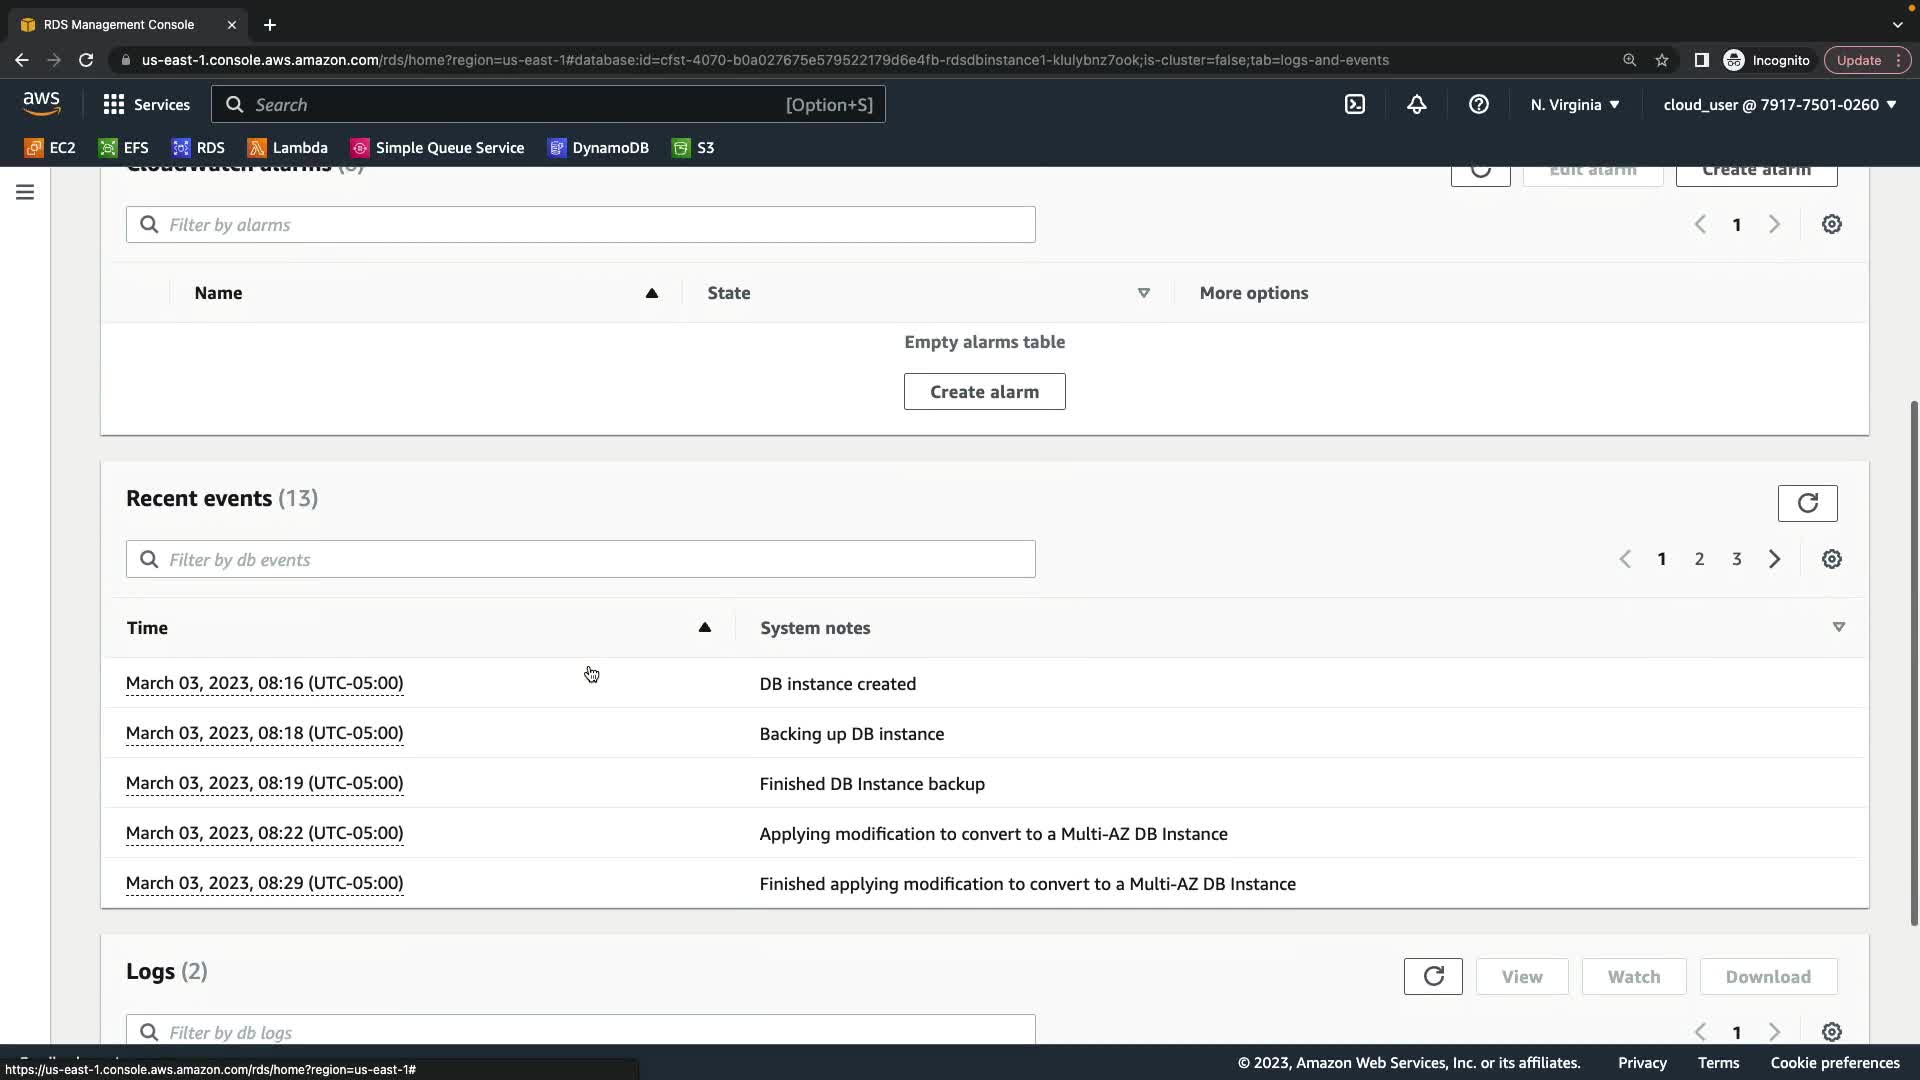 RDS Management Console
us-east-1.console.aws.amazon.com/rds/home?region=us-east-1#database:id=cfst-4070-b0a027675e579522179d6e4fb-rdsdbinstance1-klulybnz7ook;is-cluster=false;tab=logs-and-events
Incognito
Update
aws
Services
Search
[Option+S]
N. Virginia
cloud_user @ 7917-7501-0260
EC2
EFS
RDS
Lambda
Simple Queue Service
DynamoDB
S3
CloudWatch alarms
Edit alarm
Create alarm
Filter by alarms
1
Name
State
More options
Empty alarms table
Create alarm
Recent events (13)
Filter by db events
1 2 3
Time
System notes
March 03, 2023, 08:16 (UTC-05:00)
DB instance created
March 03, 2023, 08:18 (UTC-05:00)
Backing up DB instance
March 03, 2023, 08:19 (UTC-05:00)
Finished DB Instance backup
March 03, 2023, 08:22 (UTC-05:00)
Applying modification to convert to a Multi-AZ DB Instance
March 03, 2023, 08:29 (UTC-05:00)
Finished applying modification to convert to a Multi-AZ DB Instance
Logs (2)
View
Watch
Download
Filter by db logs
1
© 2023, Amazon Web Services, Inc. or its affiliates.
Privacy
Terms
Cookie preferences
https://us-east-1.console.aws.amazon.com/rds/home?region=us-east-1#